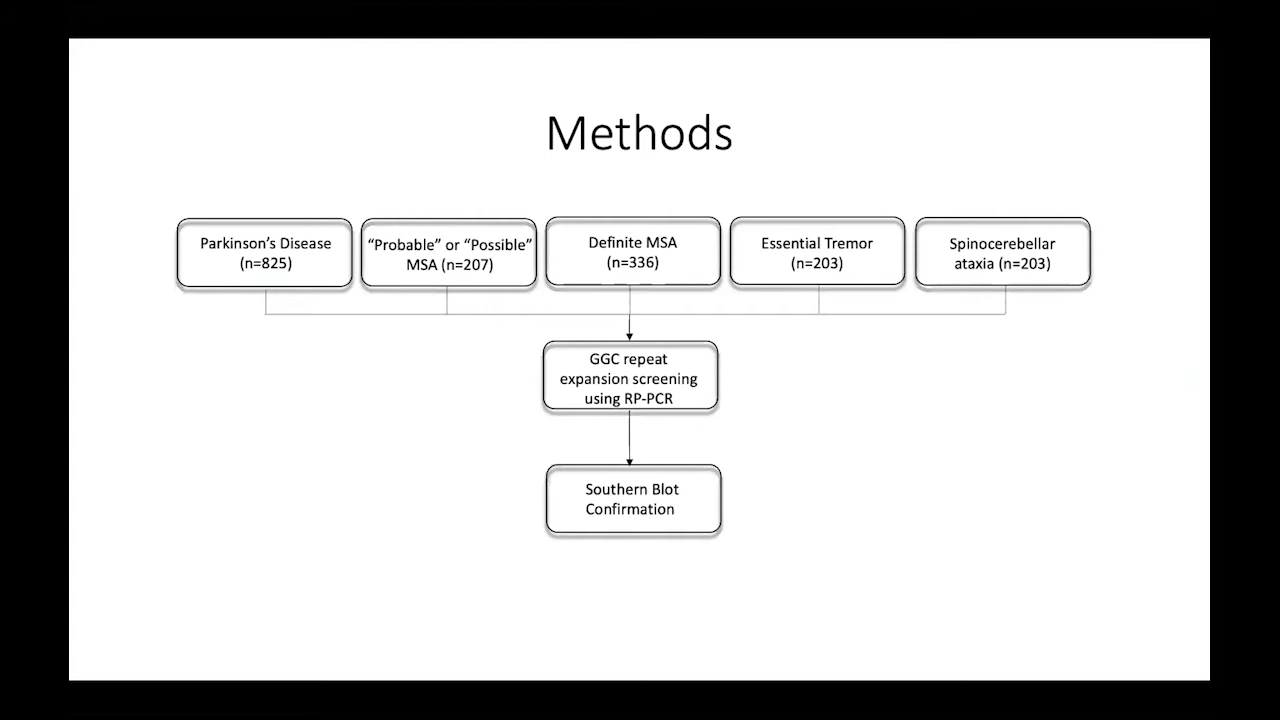 Methods
Parkinson's Disease
(n=825)
“Probable” or “Possible”
MSA (n=207)
Definite MSA
(n=336)
Essential Tremor
(n=203)
Spinocerebellar
ataxia (n=203)
GGC repeat
expansion screening
using RP-PCR
Southern Blot
Confirmation